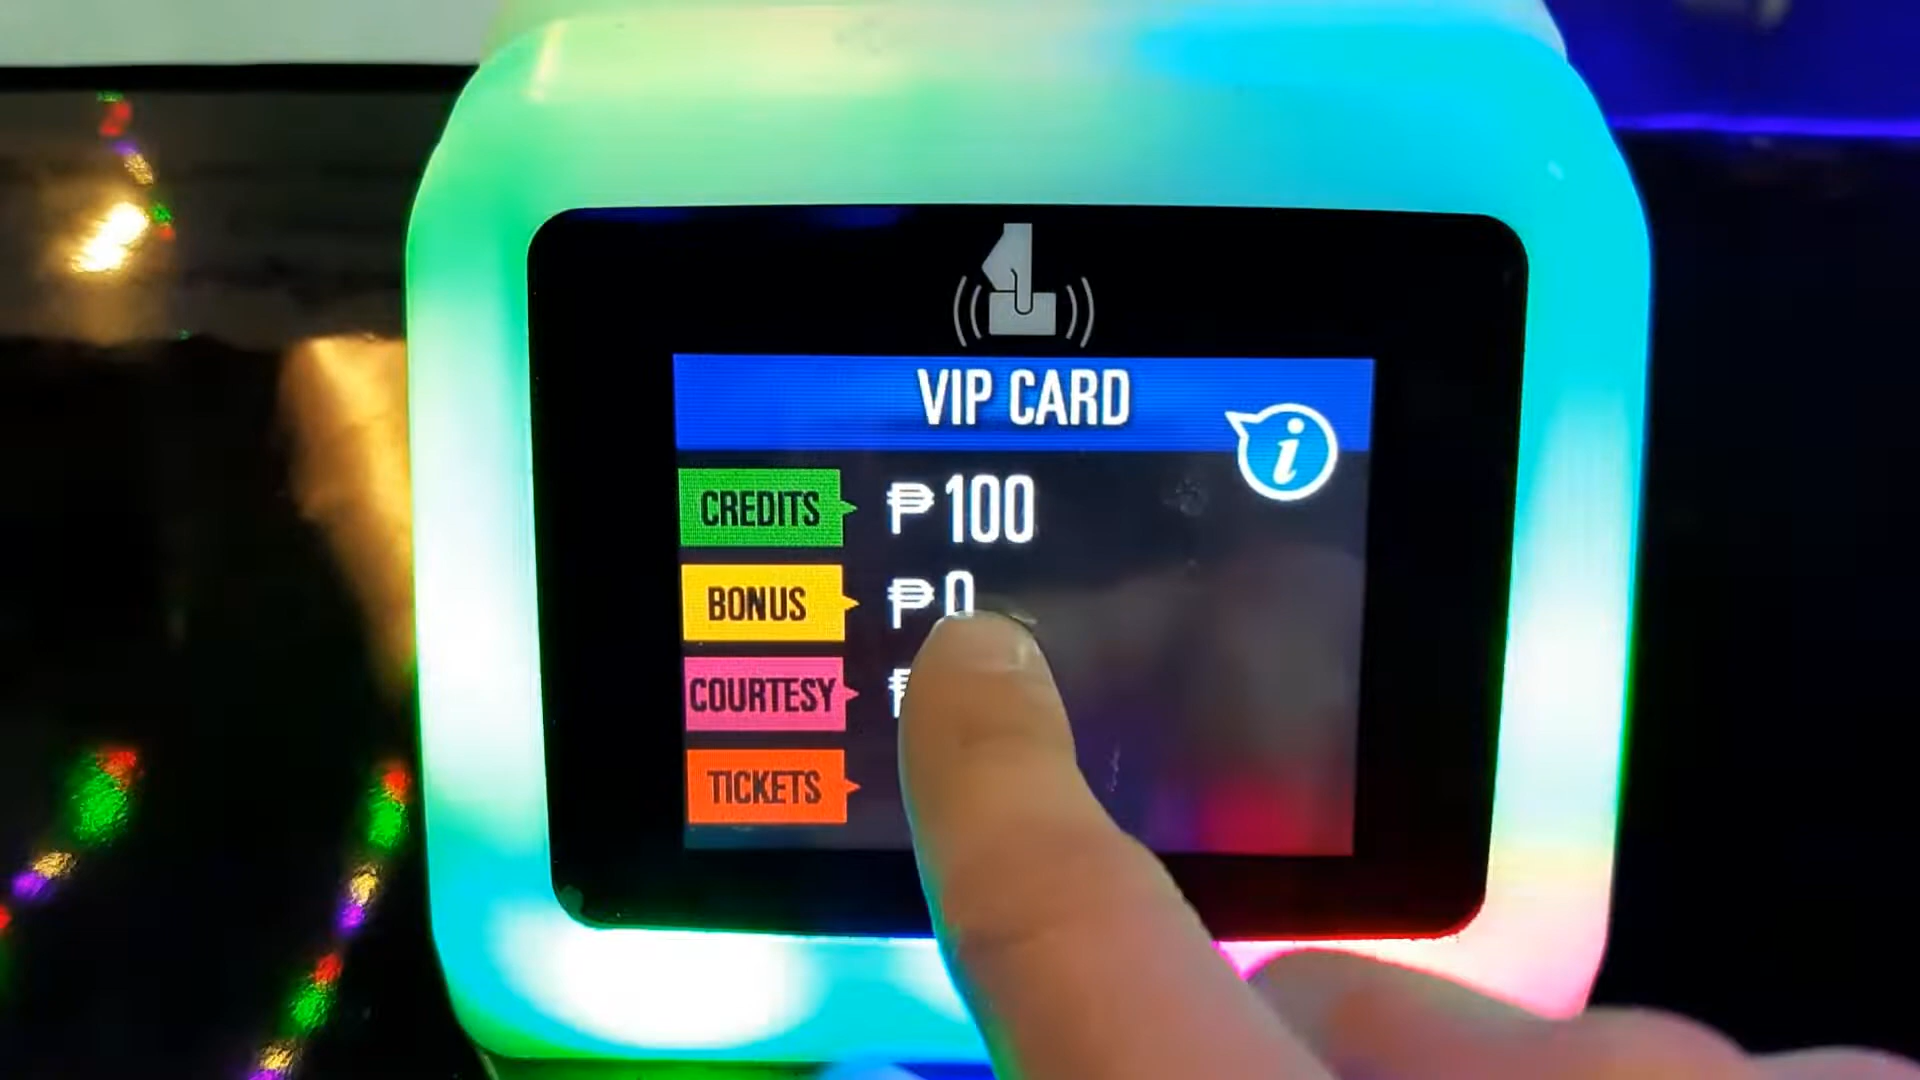 VIP CARD
i
CREDITS ₱100
BONUS ₱0
COURTESY ₱
TICKETS